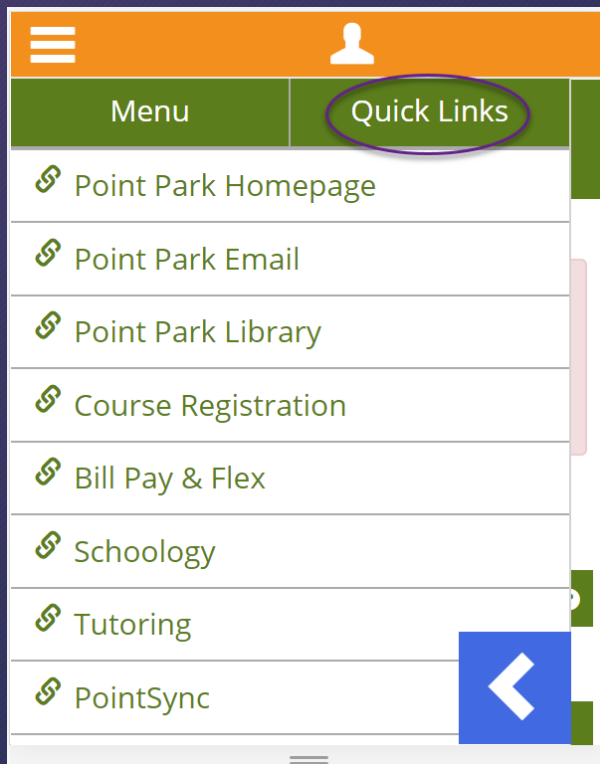 Menu
Quick Links
Point Park Homepage
Point Park Email
Point Park Library
Course Registration
Bill Pay & Flex
Schoology
Tutoring
PointSync